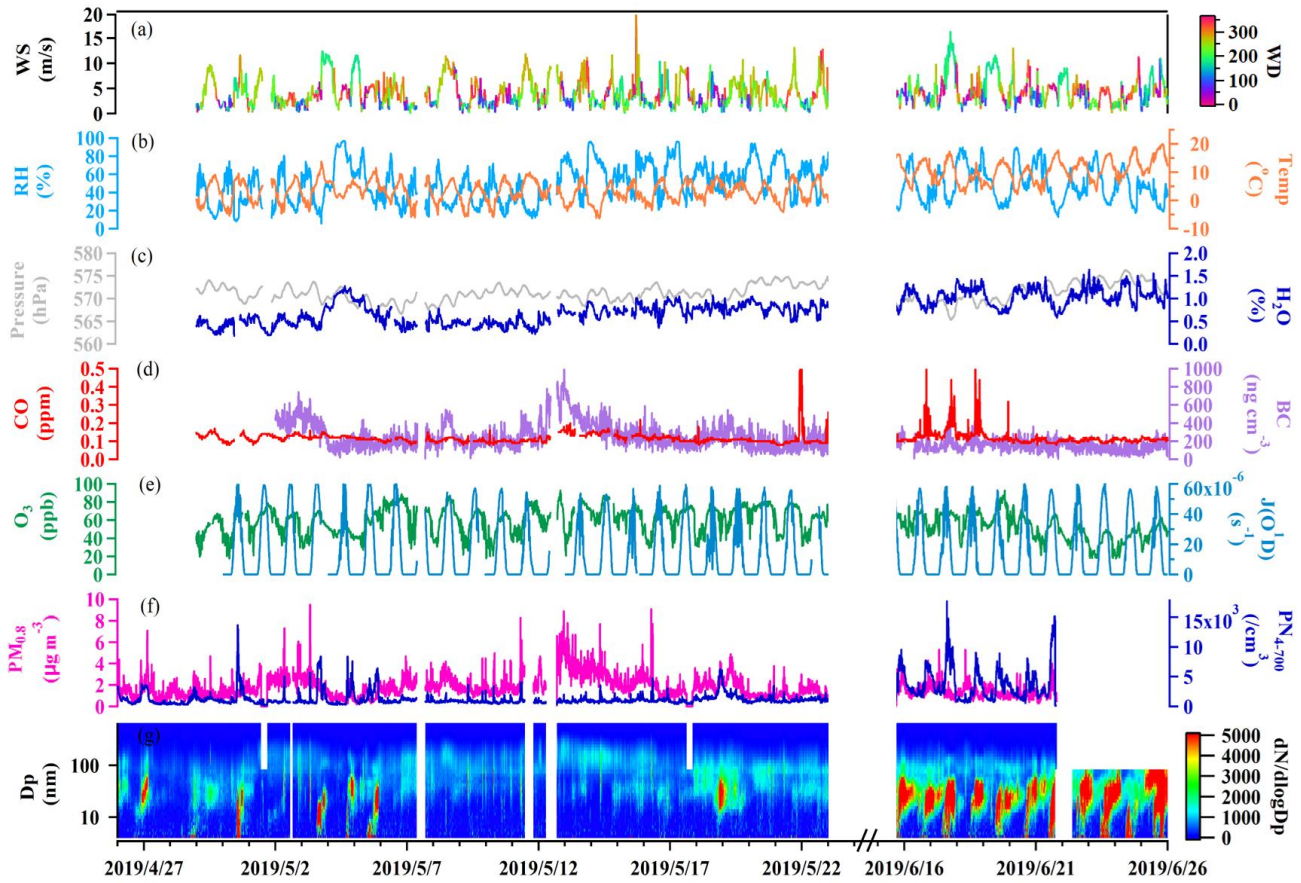 (a)
WS
(m/s)
20
15
10
5
0
WD
300
200
100
0
(b)
RH
(%)
100
80
60
40
20
0
Temp
(°C)
20
10
0
-10
(c)
Pressure
(hPa)
580
575
570
565
560
H2O
(%)
2.0
1.5
1.0
0.5
0.0
(d)
CO
(ppm)
0.5
0.4
0.3
0.2
0.1
0.0
BC
(ng cm-3)
1000
800
600
400
200
0
(e)
O3
(ppb)
100
80
60
40
20
0
J(O1D)
(s-1)
60x10-6
40
20
0
(f)
PM0.8
(µg m-3)
10
8
6
4
2
0
PN4-700
(/cm3)
15x103
10
5
0
(g)
Dp
(nm)
100
10
dN/dlogDp
5000
4000
3000
2000
1000
0
2019/4/27 2019/5/2 2019/5/7 2019/5/12 2019/5/17 2019/5/22 // 2019/6/16 2019/6/21 2019/6/26